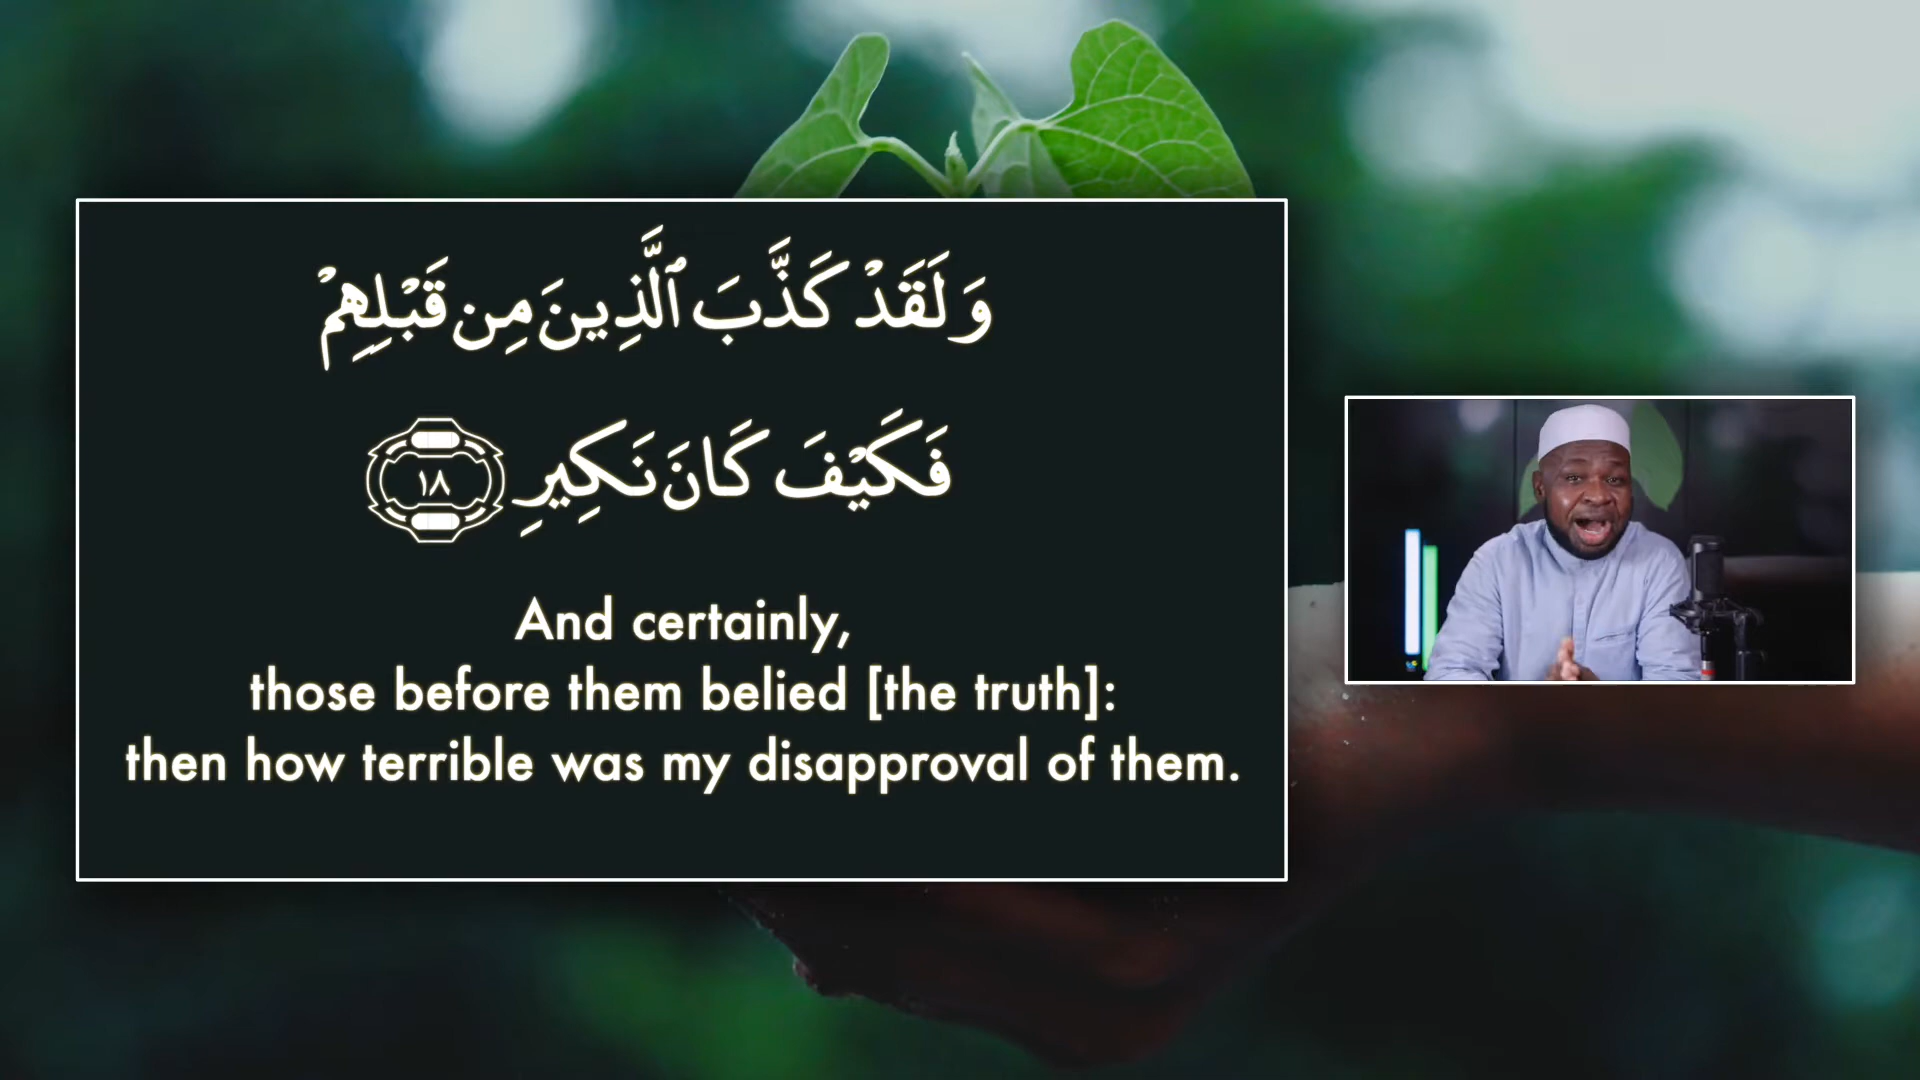 وَلَقَدْ كَذَّبَ ٱلَّذِينَ مِن قَبْلِهِمْ
فَكَيْفَ كَانَ نَكِيرِ ١٨
And certainly,
those before them belied [the truth]:
then how terrible was my disapproval of them.